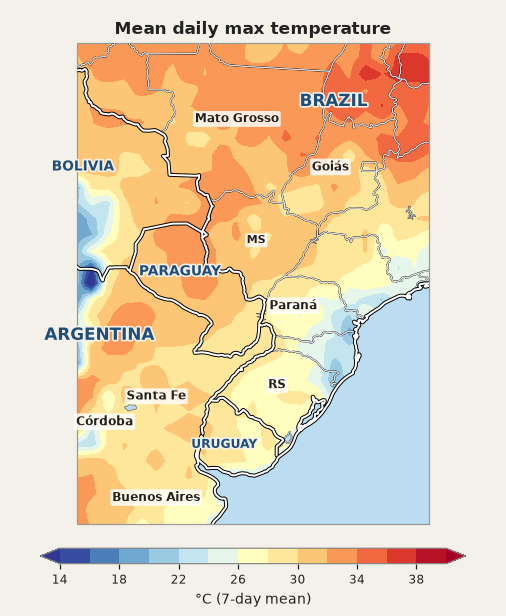 Mean daily max temperature
BRAZIL
Mato Grosso
BOLIVIA
Goiás
MS
PARAGUAY
Paraná
ARGENTINA
RS
Santa Fe
Córdoba
URUGUAY
Buenos Aires
14 18 22 26 30 34 38
°C (7-day mean)